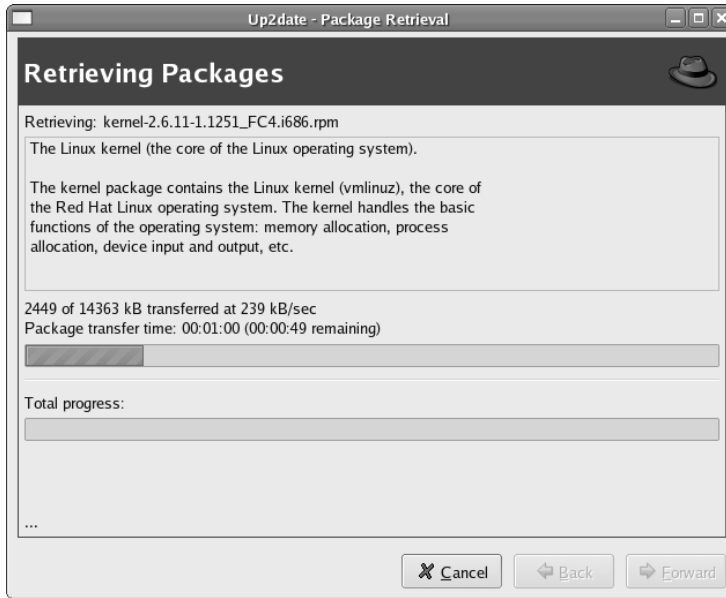 Up2date - Package Retrieval
Retrieving Packages
Retrieving: kernel-2.6.11-1.1251_FC4.i686.rpm
The Linux kernel (the core of the Linux operating system).
The kernel package contains the Linux kernel (vmlinuz), the core of
the Red Hat Linux operating system. The kernel handles the basic
functions of the operating system: memory allocation, process
allocation, device input and output, etc.
2449 of 14363 kB transferred at 239 kB/sec
Package transfer time: 00:01:00 (00:00:49 remaining)
Total progress:
...
Cancel Back Forward